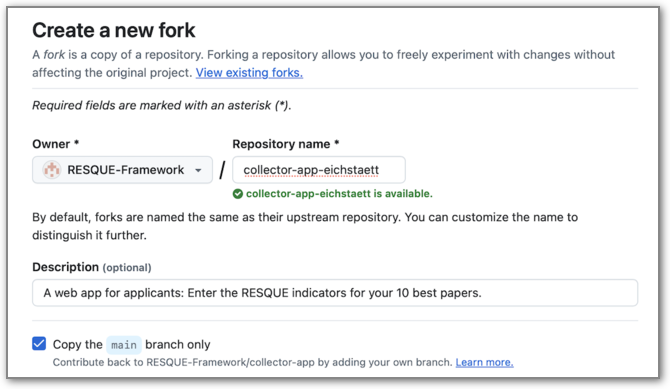 Create a new fork
A fork is a copy of a repository. Forking a repository allows you to freely experiment with changes without
affecting the original project. View existing forks.
Required fields are marked with an asterisk (*).
Owner *
Repository name *
RESQUE-Framework
/
collector-app-eichstaett
collector-app-eichstaett is available.
By default, forks are named the same as their upstream repository. You can customize the name to
distinguish it further.
Description (optional)
A web app for applicants: Enter the RESQUE indicators for your 10 best papers.
Copy the main branch only
Contribute back to RESQUE-Framework/collector-app by adding your own branch. Learn more.